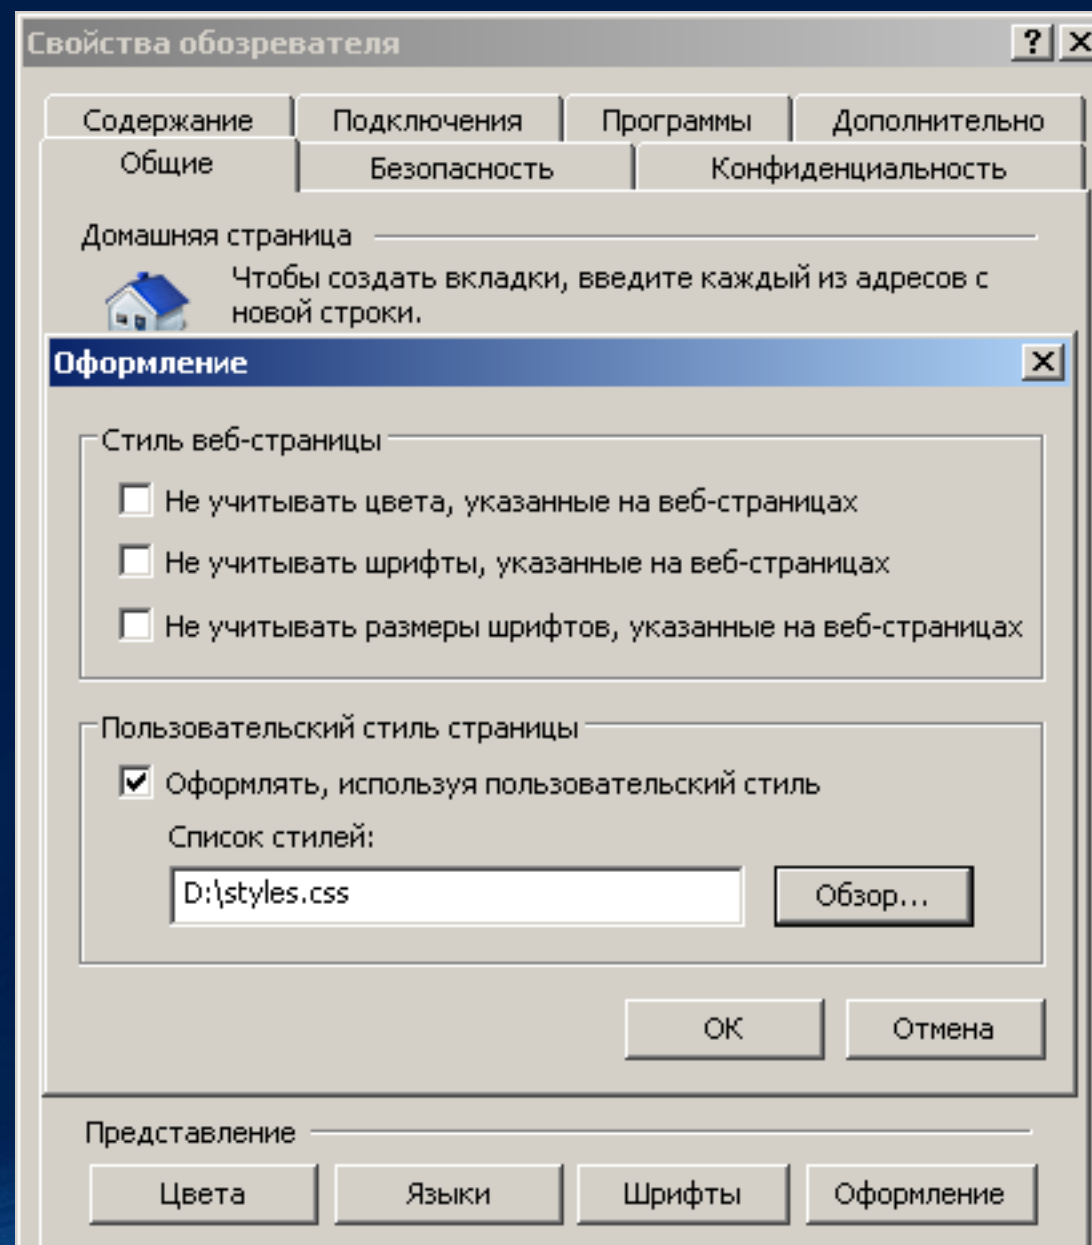 Свойства обозревателя
Содержание Подключения Программы Дополнительно
Общие Безопасность Конфиденциальность
Домашняя страница
Чтобы создать вкладки, введите каждый из адресов с
новой строки.
Оформление
Стиль веб-страницы
Не учитывать цвета, указанные на веб-страницах
Не учитывать шрифты, указанные на веб-страницах
Не учитывать размеры шрифтов, указанные на веб-страницах
Пользовательский стиль страницы
Оформлять, используя пользовательский стиль
Список стилей:
D:\styles.css Обзор...
ОК Отмена
Представление
Цвета Языки Шрифты Оформление